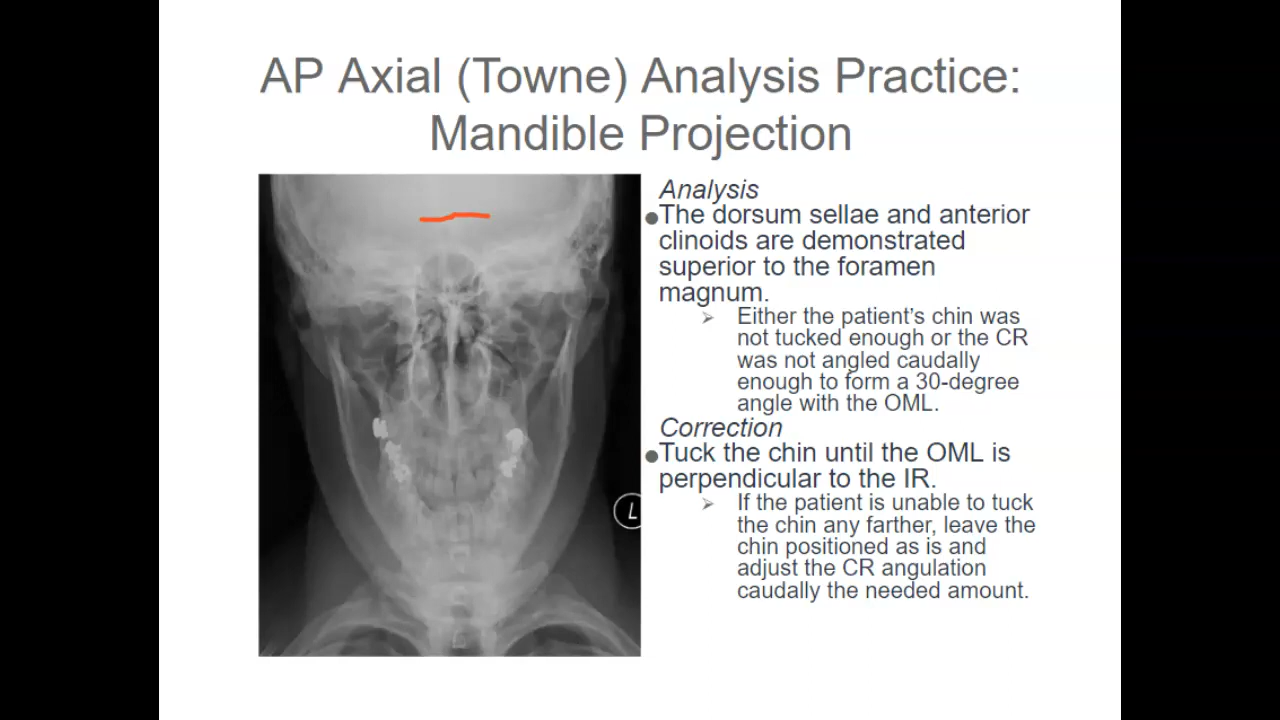 AP Axial (Towne) Analysis Practice:
Mandible Projection
Analysis
●The dorsum sellae and anterior
clinoids are demonstrated
superior to the foramen
magnum.
➢ Either the patient's chin was
not tucked enough or the CR
was not angled caudally
enough to form a 30-degree
angle with the OML.
Correction
●Tuck the chin until the OML is
perpendicular to the IR.
➢ If the patient is unable to tuck
the chin any farther, leave the
chin positioned as is and
adjust the CR angulation
caudally the needed amount.
L